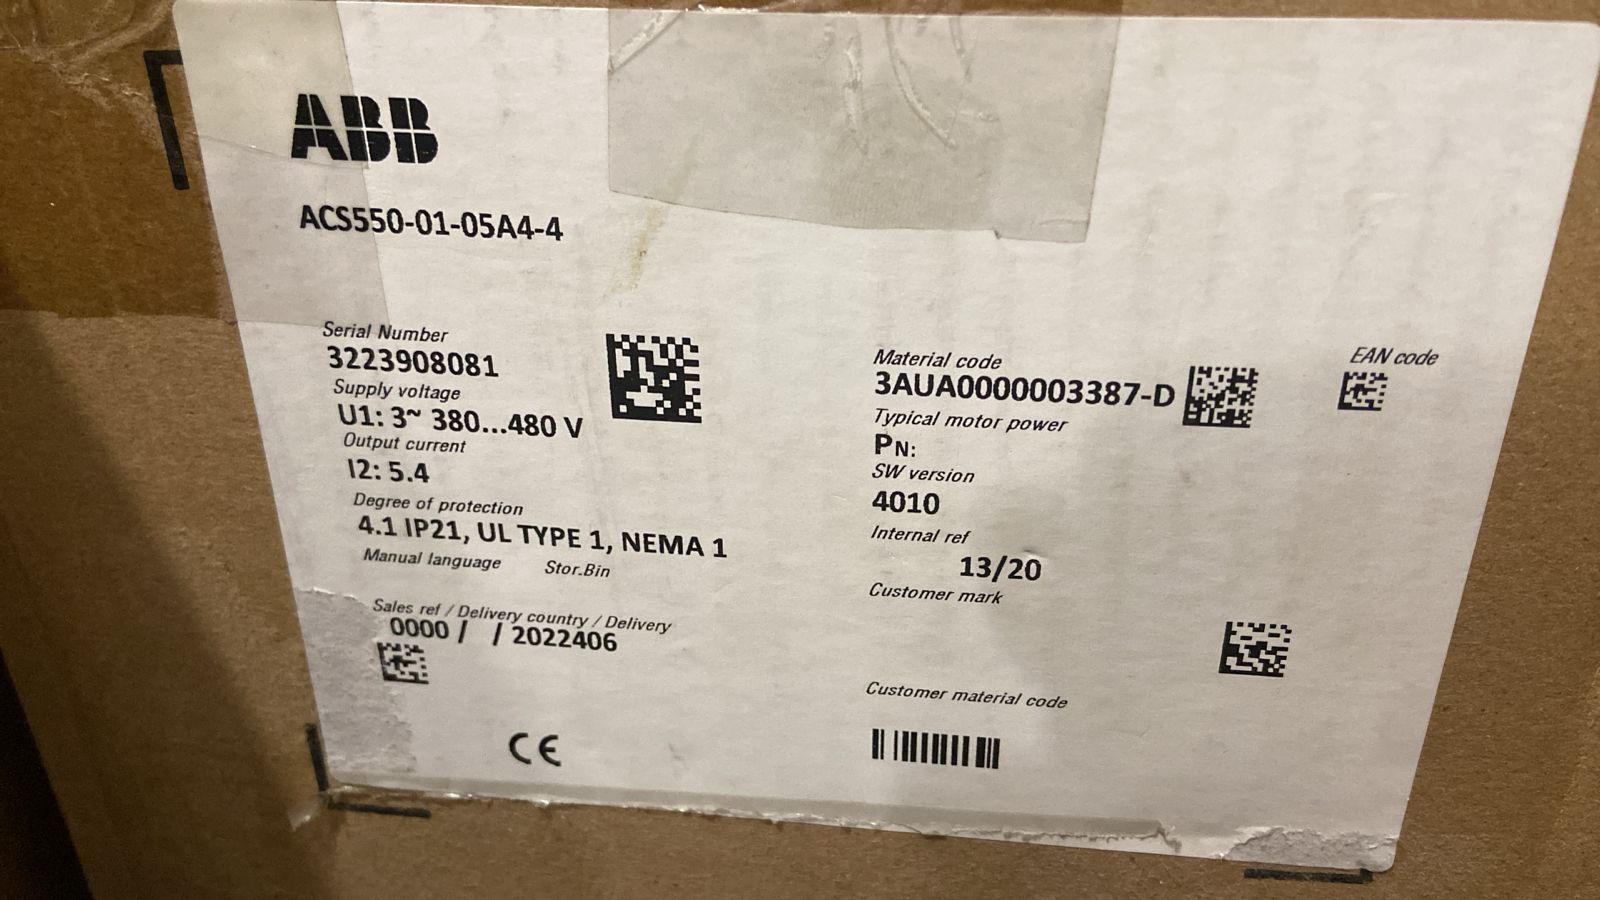 ABB
ACS550-01-05A4-4
Serial Number
3223908081
Supply voltage
U1: 3~ 380...480 V
Output current
I2: 5.4
Degree of protection
4.1 IP21, UL TYPE 1, NEMA 1
Manual language Stor.Bin
Sales ref / Delivery country / Delivery
0000 / / 2022406
CE
Material code
3AUA0000003387-D
Typical motor power
PN:
SW version
4010
Internal ref
13/20
Customer mark
Customer material code
EAN code